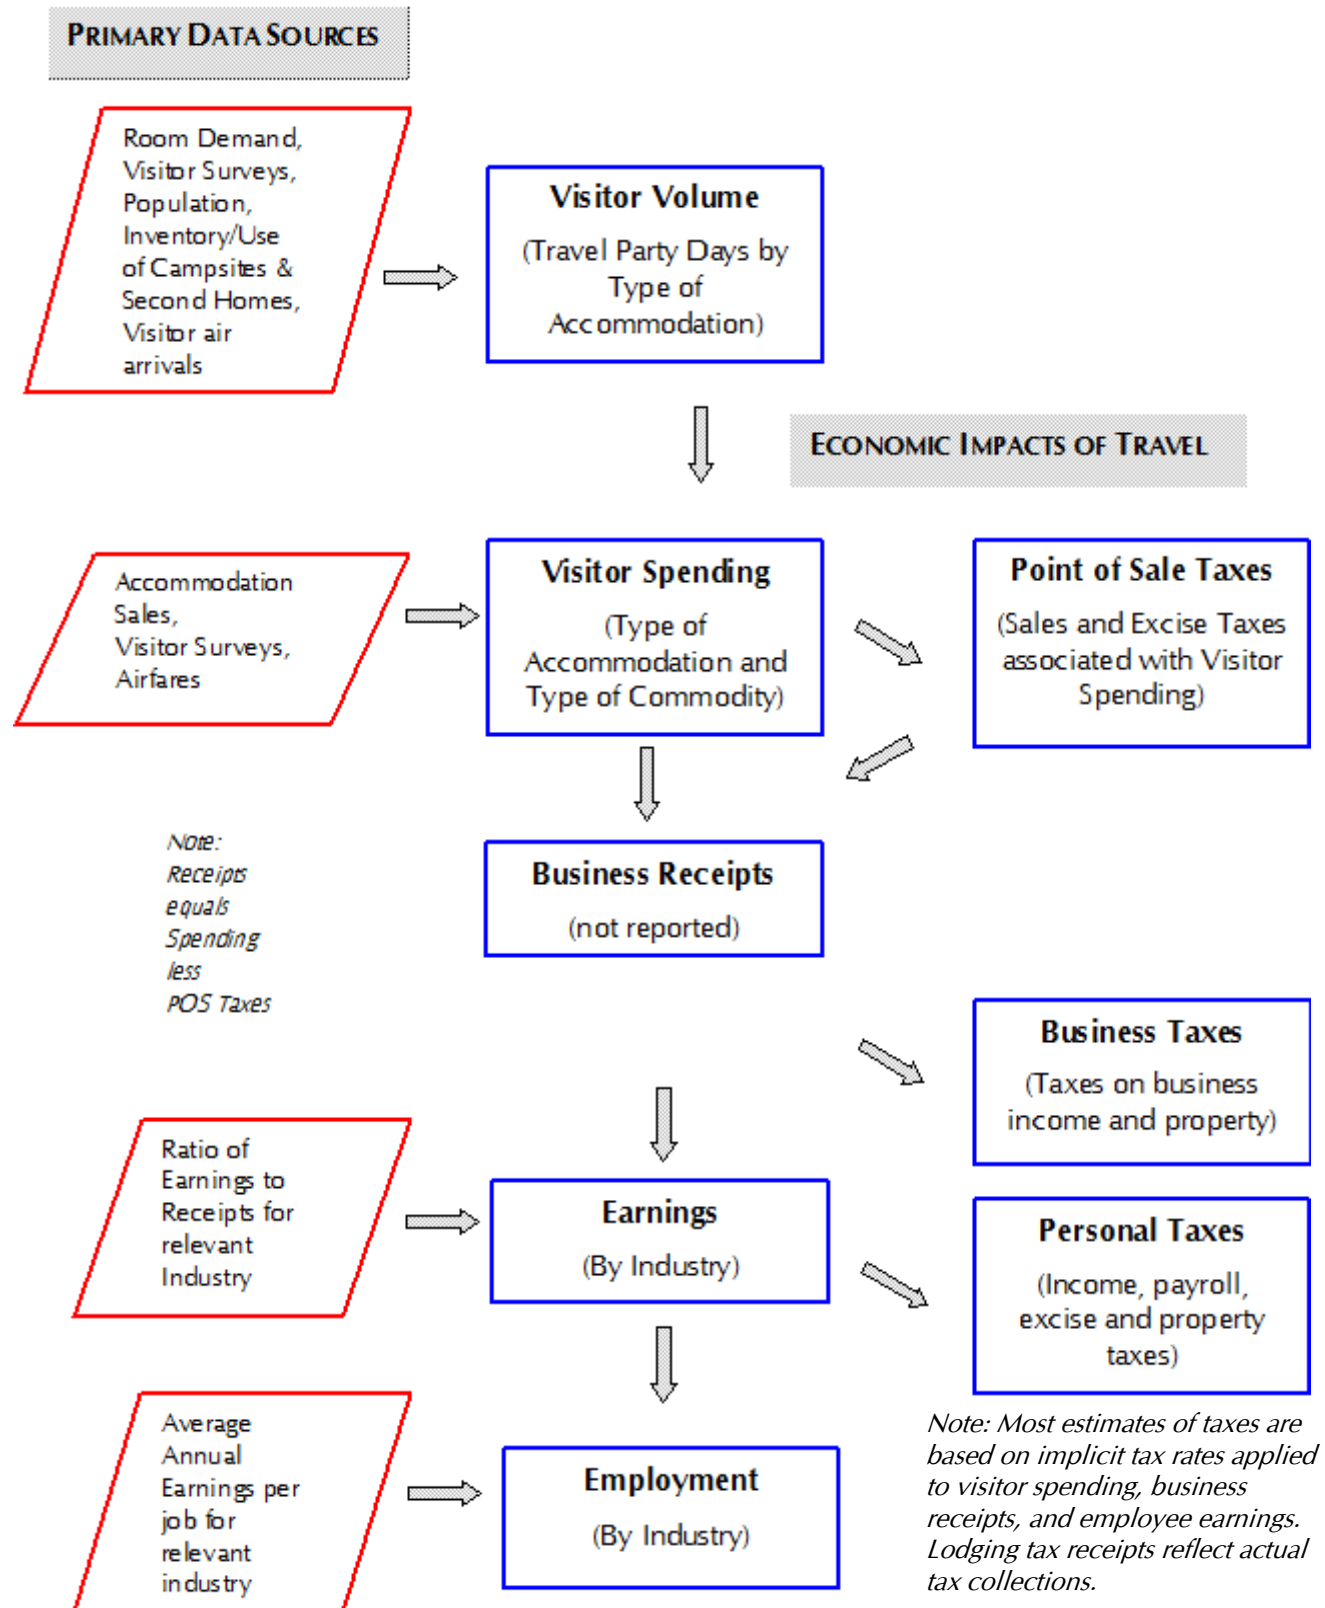 PRIMARY DATA SOURCES
Room Demand,
Visitor Surveys,
Population,
Inventory/Use
of Campsites &
Second Homes,
Visitor air
arrivals
Visitor Volume
(Travel Party Days by
Type of
Accommodation)
ECONOMIC IMPACTS OF TRAVEL
Accommodation
Sales,
Visitor Surveys,
Airfares
Visitor Spending
(Type of
Accommodation and
Type of Commodity)
Point of Sale Taxes
(Sales and Excise Taxes
associated with Visitor
Spending)
Note:
Receipts
equals
Spending
less
POS Taxes
Business Receipts
(not reported)
Business Taxes
(Taxes on business
income and property)
Ratio of
Earnings to
Receipts for
relevant
Industry
Earnings
(By Industry)
Personal Taxes
(Income, payroll,
excise and property
taxes)
Average
Annual
Earnings per
job for
relevant
industry
Employment
(By Industry)
Note: Most estimates of taxes are
based on implicit tax rates applied
to visitor spending, business
receipts, and employee earnings.
Lodging tax receipts reflect actual
tax collections.